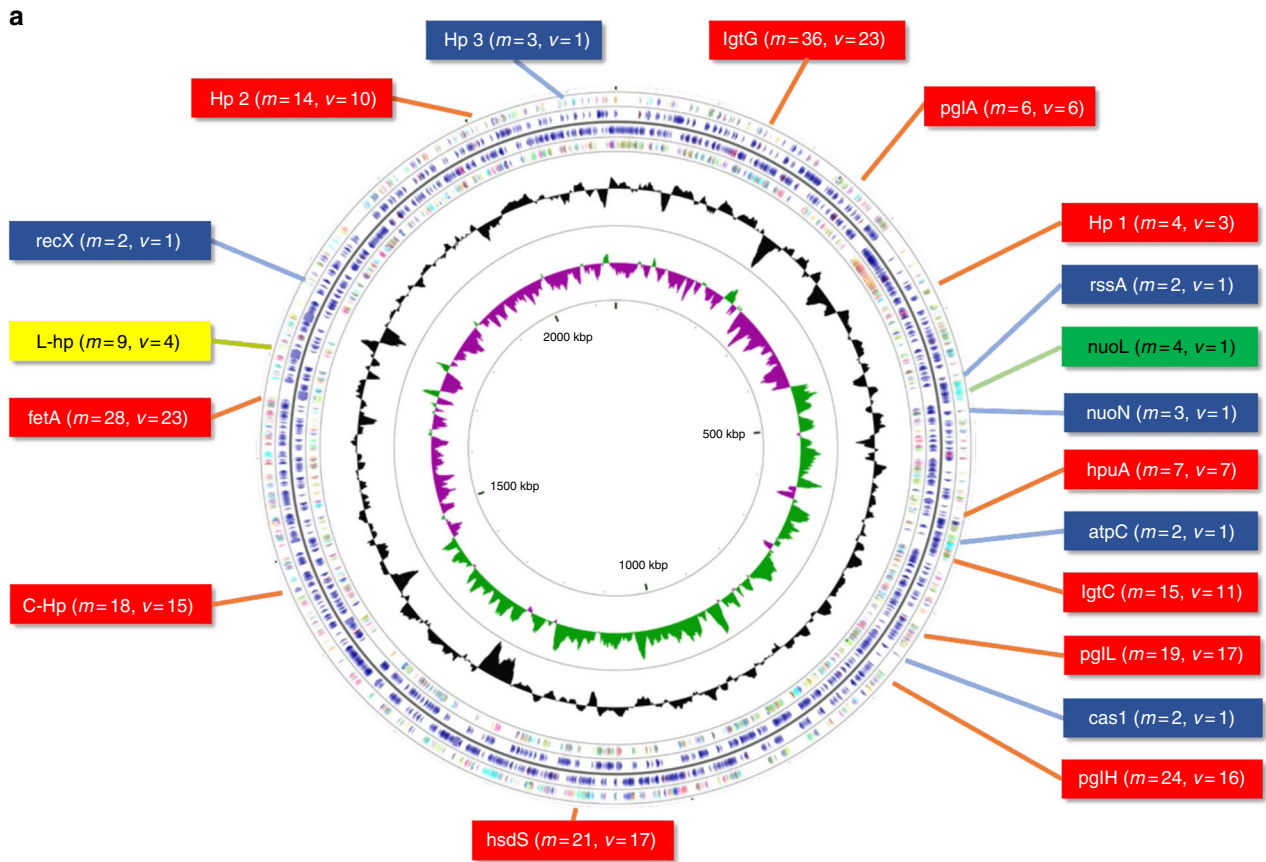 a
Hp 3 (m=3, v=1)
lgtG (m=36, v=23)
Hp 2 (m=14, v=10)
pglA (m=6, v=6)
Hp 1 (m=4, v=3)
recX (m=2, v=1)
rssA (m=2, v=1)
L-hp (m=9, v=4)
nuoL (m=4, v=1)
fetA (m=28, v=23)
nuoN (m=3, v=1)
hpuA (m=7, v=7)
atpC (m=2, v=1)
C-Hp (m=18, v=15)
lgtC (m=15, v=11)
pglL (m=19, v=17)
cas1 (m=2, v=1)
pglH (m=24, v=16)
hsdS (m=21, v=17)
2000 kbp
500 kbp
1500 kbp
1000 kbp